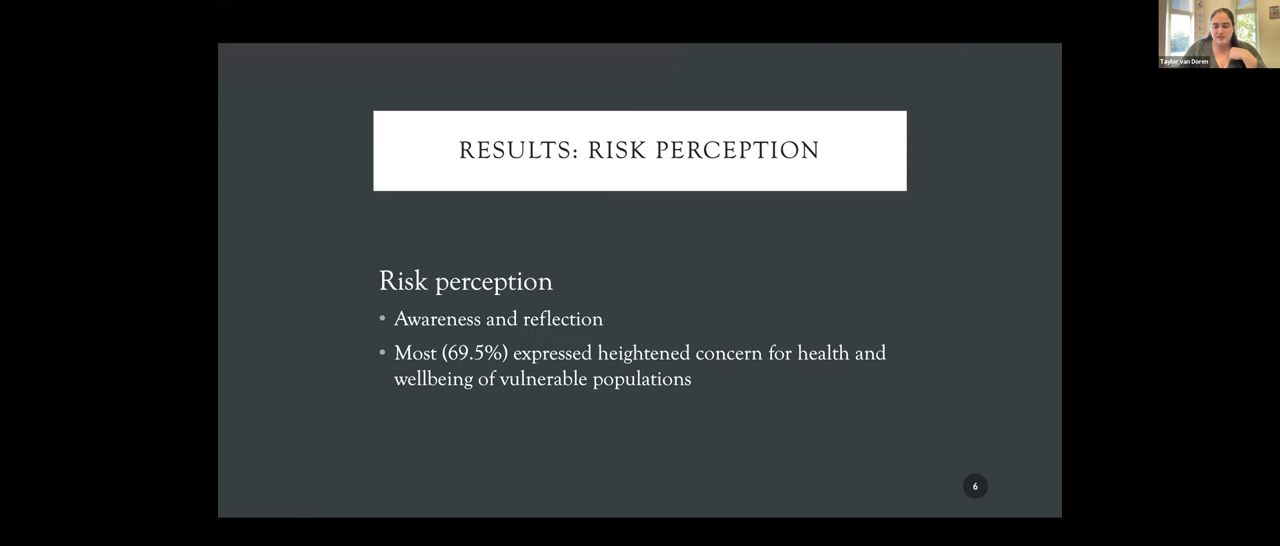 Taylor van Doren
RESULTS: RISK PERCEPTION
Risk perception
• Awareness and reflection
• Most (69.5%) expressed heightened concern for health and
wellbeing of vulnerable populations
6